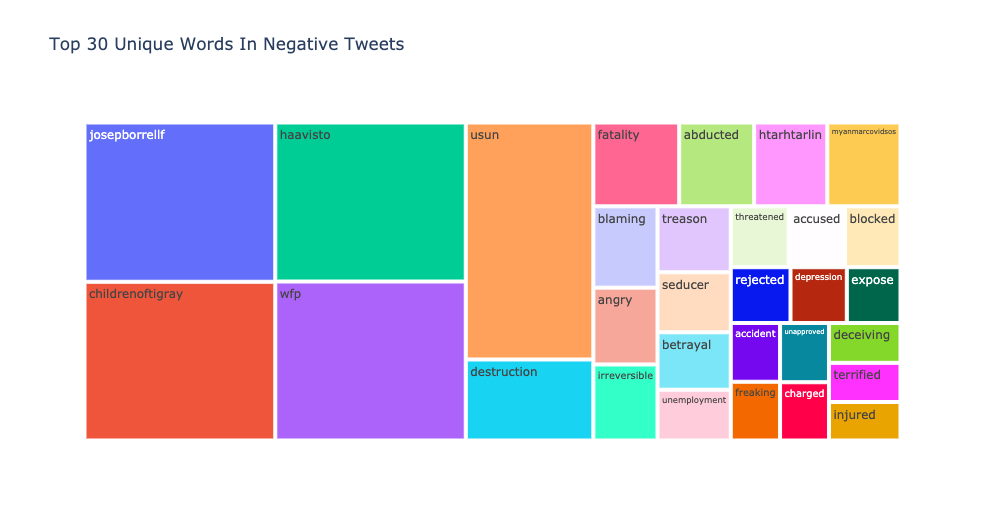 Top 30 Unique Words In Negative Tweets
josepborrellf
haavisto
usun
fatality
abducted
htarhtarlin
myanmarcovidsos
blaming
treason
threatened
accused
blocked
rejected
depression
expose
childrenoftigray
wfp
angry
seducer
accident
unapproved
deceiving
betrayal
destruction
irreversible
terrified
unemployment
freaking
charged
injured